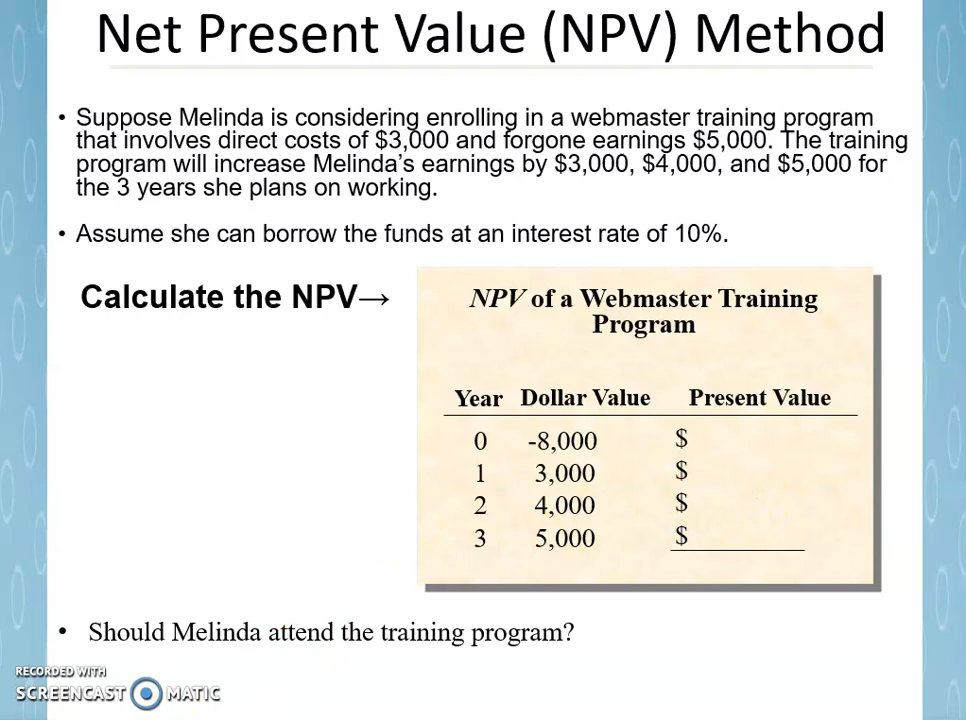 Net Present Value (NPV) Method
• Suppose Melinda is considering enrolling in a webmaster training program
that involves direct costs of $3,000 and forgone earnings $5,000. The training
program will increase Melinda’s earnings by $3,000, $4,000, and $5,000 for
the 3 years she plans on working.
• Assume she can borrow the funds at an interest rate of 10%.
Calculate the NPV→
NPV of a Webmaster Training
Program
Year Dollar Value Present Value
0 -8,000 $
1 3,000 $
2 4,000 $
3 5,000 $
• Should Melinda attend the training program?
RECORDED WITH
SCREENCAST MATIC